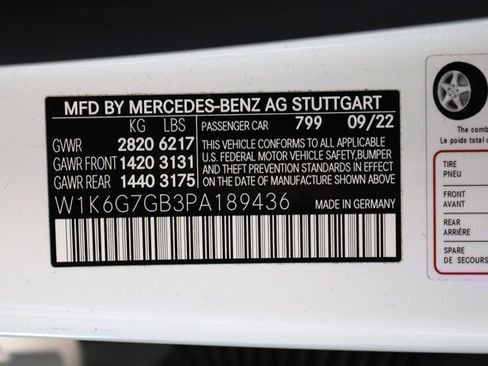 MFD BY MERCEDES-BENZ AG STUTTGART
KG LBS PASSENGER CAR 799 09/22
GVWR 2820 6217
GAWR FRONT 1420 3131
GAWR REAR 1440 3175
THIS VEHICLE CONFORMS TO ALL APPLICABLE
U.S. FEDERAL MOTOR VEHICLE SAFETY, BUMPER
AND THEFT PREVENTION STANDARDS IN EFFECT
ON THE DATE OF MANUFACTURE SHOWN ABOVE
W1K6G7GB3PA189436 MADE IN GERMANY
The comb
Le poids total
TIRE
PNEU
FRONT
AVANT
REAR
ARRIÈRE
SPARE
DE SECOURS